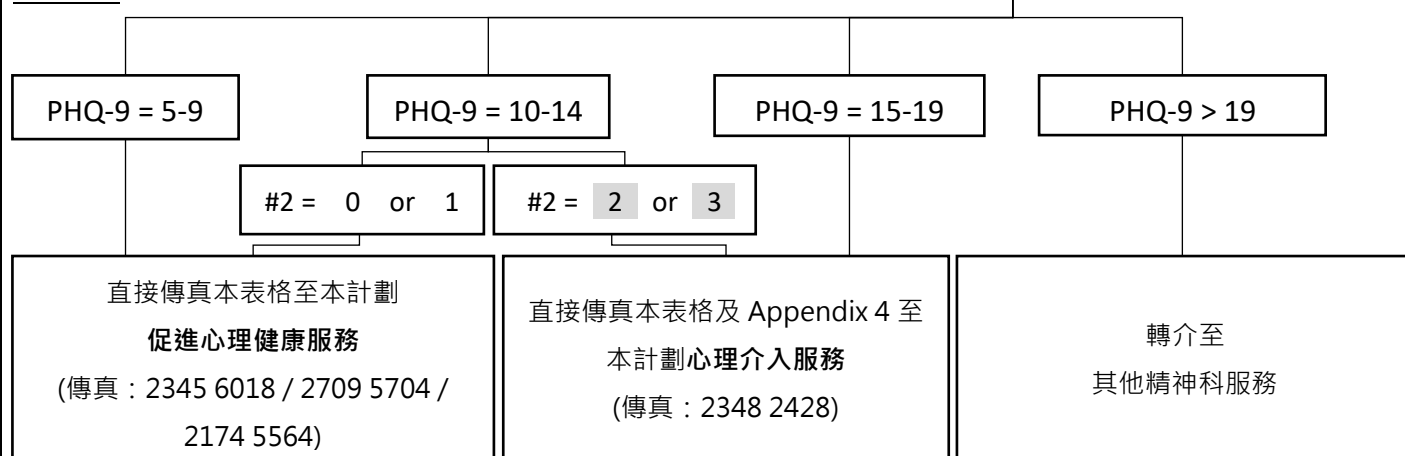 PHQ-9 = 5-9
PHQ-9 = 10-14
PHQ-9 = 15-19
PHQ-9 > 19
#2 = 0 or 1
#2 = 2 or 3
直接傳真本表格至本計劃
促進心理健康服務
(傳真：2345 6018 / 2709 5704 /
2174 5564)
直接傳真本表格及 Appendix 4 至
本計劃心理介入服務
(傳真：2348 2428)
轉介至
其他精神科服務